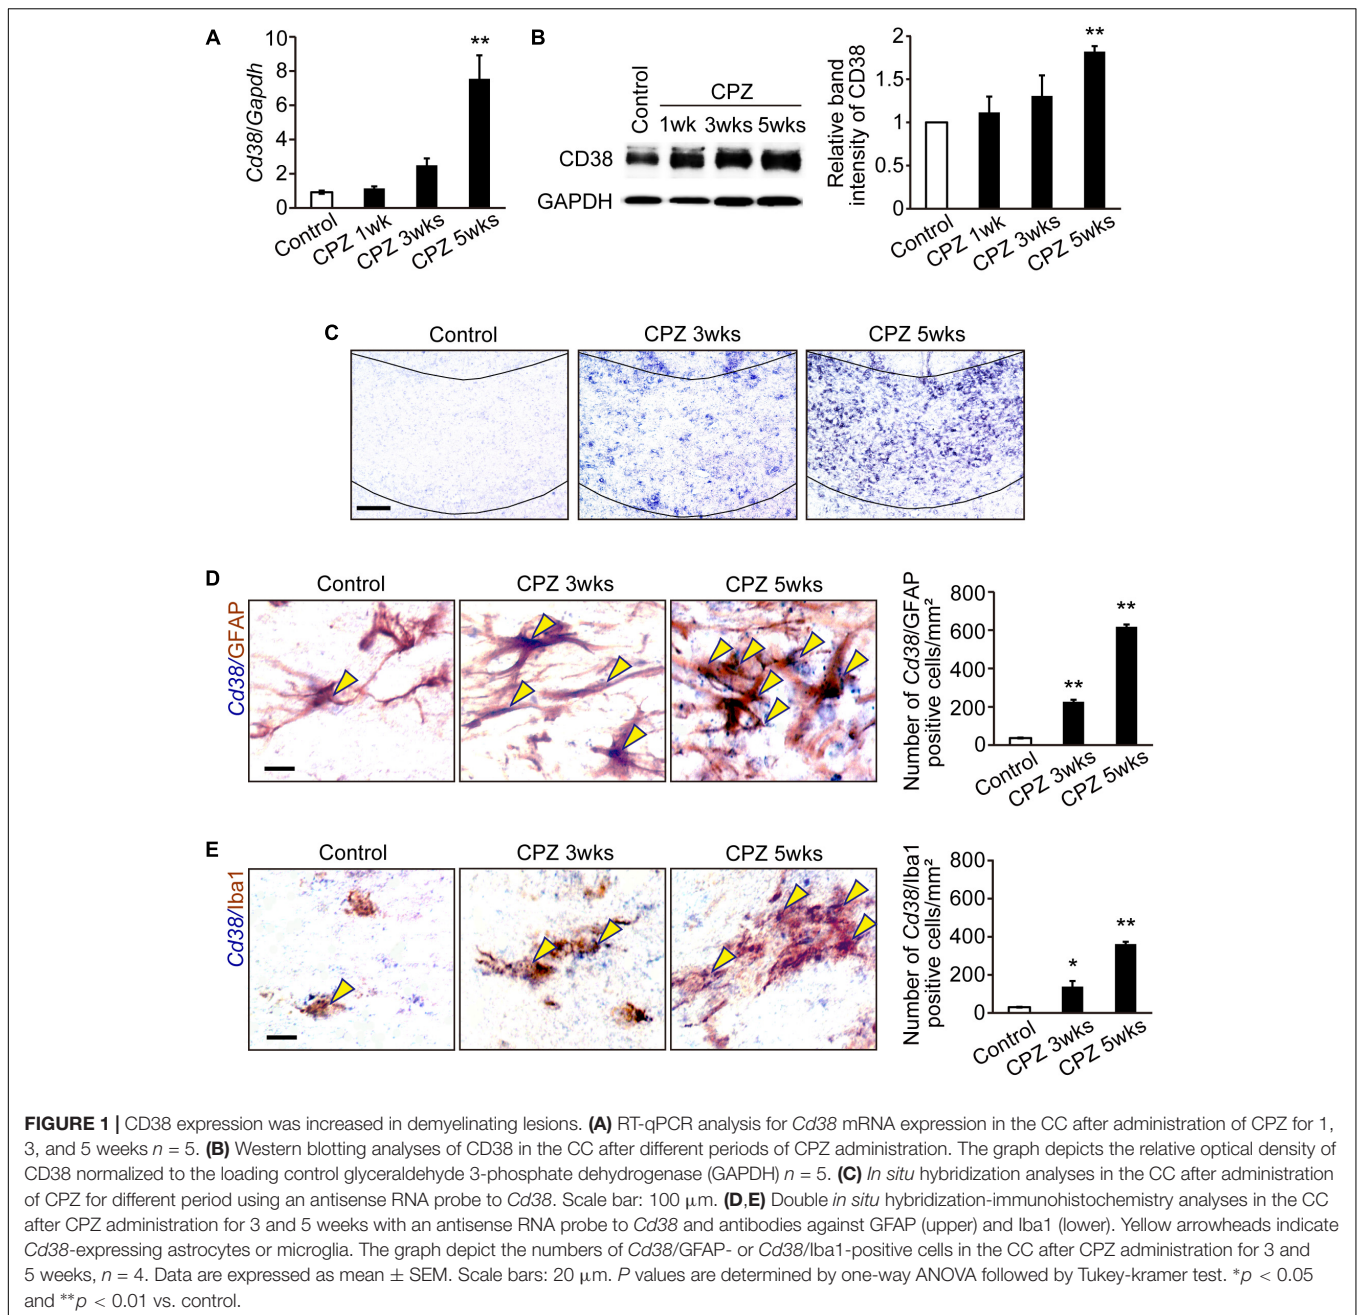 A
10
8
6
4
2
0
Cd38/Gapdh
**
Control
CPZ 1wk
CPZ 3wks
CPZ 5wks
B
Control
CPZ
1wk 3wks 5wks
CD38
GAPDH
Relative band
intensity of CD38
2
1.5
1
0.5
0
**
Control
CPZ 1wk
CPZ 3wks
CPZ 5wks
C
Control
CPZ 3wks
CPZ 5wks
D
Control
CPZ 3wks
CPZ 5wks
Cd38/GFAP
Number of Cd38/GFAP
positive cells/mm²
800
600
400
200
0
**
**
Control
CPZ 3wks
CPZ 5wks
E
Control
CPZ 3wks
CPZ 5wks
Cd38/Iba1
Number of Cd38/Iba1
positive cells/mm²
800
600
400
200
0
*
**
Control
CPZ 3wks
CPZ 5wks
FIGURE 1 | CD38 expression was increased in demyelinating lesions. (A) RT-qPCR analysis for Cd38 mRNA expression in the CC after administration of CPZ for 1,
3, and 5 weeks n = 5. (B) Western blotting analyses of CD38 in the CC after different periods of CPZ administration. The graph depicts the relative optical density of
CD38 normalized to the loading control glyceraldehyde 3-phosphate dehydrogenase (GAPDH) n = 5. (C) In situ hybridization analyses in the CC after administration
of CPZ for different period using an antisense RNA probe to Cd38. Scale bar: 100 μm. (D,E) Double in situ hybridization-immunohistochemistry analyses in the CC
after CPZ administration for 3 and 5 weeks with an antisense RNA probe to Cd38 and antibodies against GFAP (upper) and Iba1 (lower). Yellow arrowheads indicate
Cd38-expressing astrocytes or microglia. The graph depict the numbers of Cd38/GFAP- or Cd38/Iba1-positive cells in the CC after CPZ administration for 3 and
5 weeks, n = 4. Data are expressed as mean ± SEM. Scale bars: 20 μm. P values are determined by one-way ANOVA followed by Tukey-kramer test. *p < 0.05
and **p < 0.01 vs. control.